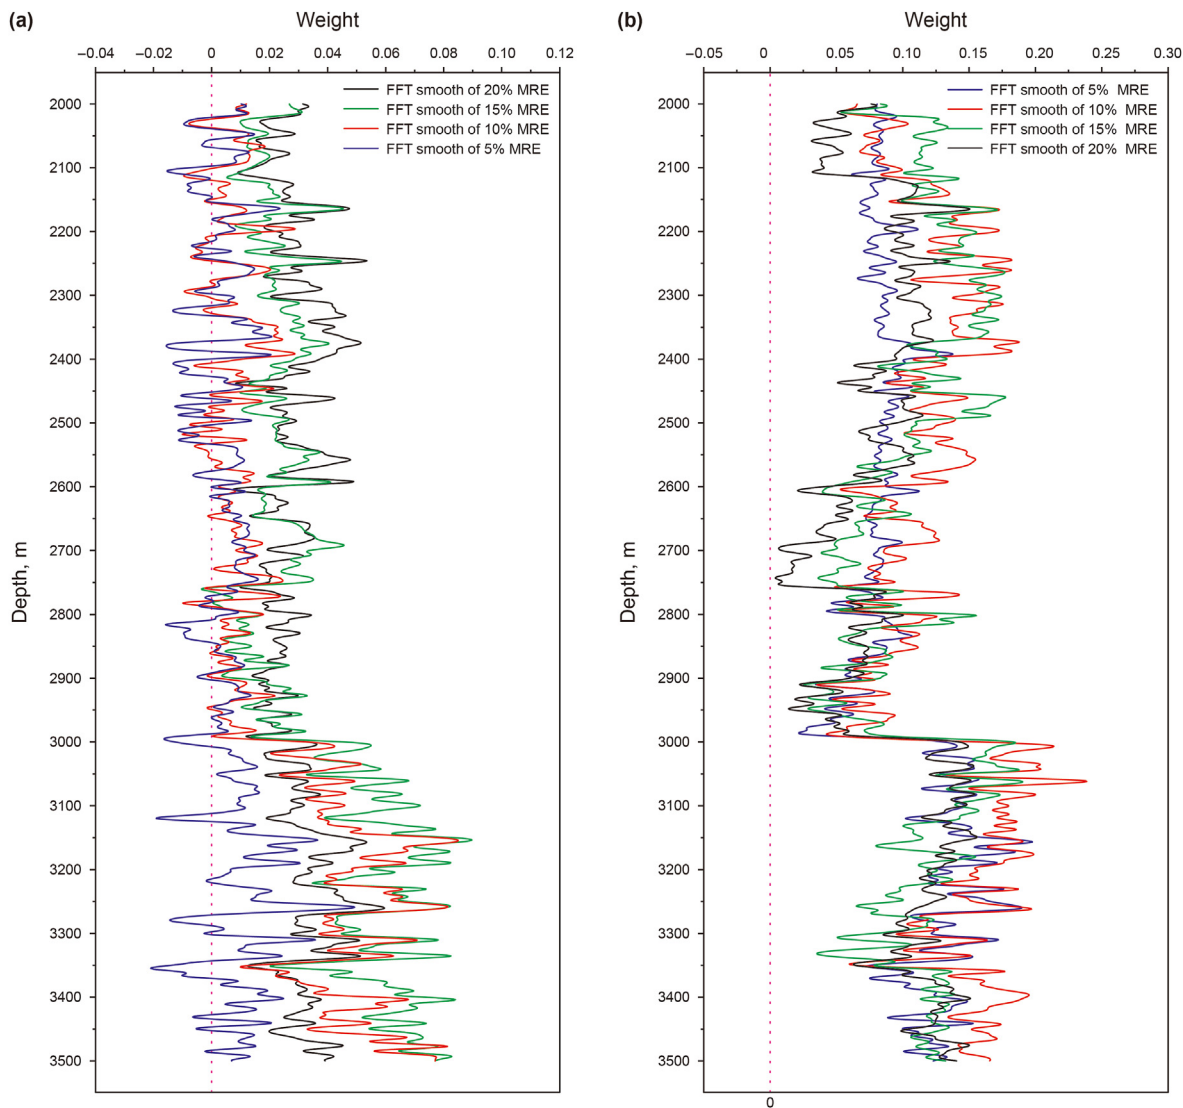 (a)
Weight
−0.04 −0.02 0 0.02 0.04 0.06 0.08 0.10 0.12
FFT smooth of 20% MRE
FFT smooth of 15% MRE
FFT smooth of 10% MRE
FFT smooth of 5% MRE
2000
2100
2200
2300
2400
2500
2600
2700
2800
2900
3000
3100
3200
3300
3400
3500
Depth, m
(b)
Weight
−0.05 0 0.05 0.10 0.15 0.20 0.25 0.30
FFT smooth of 5% MRE
FFT smooth of 10% MRE
FFT smooth of 15% MRE
FFT smooth of 20% MRE
2000
2100
2200
2300
2400
2500
2600
2700
2800
2900
3000
3100
3200
3300
3400
3500
Depth, m
0